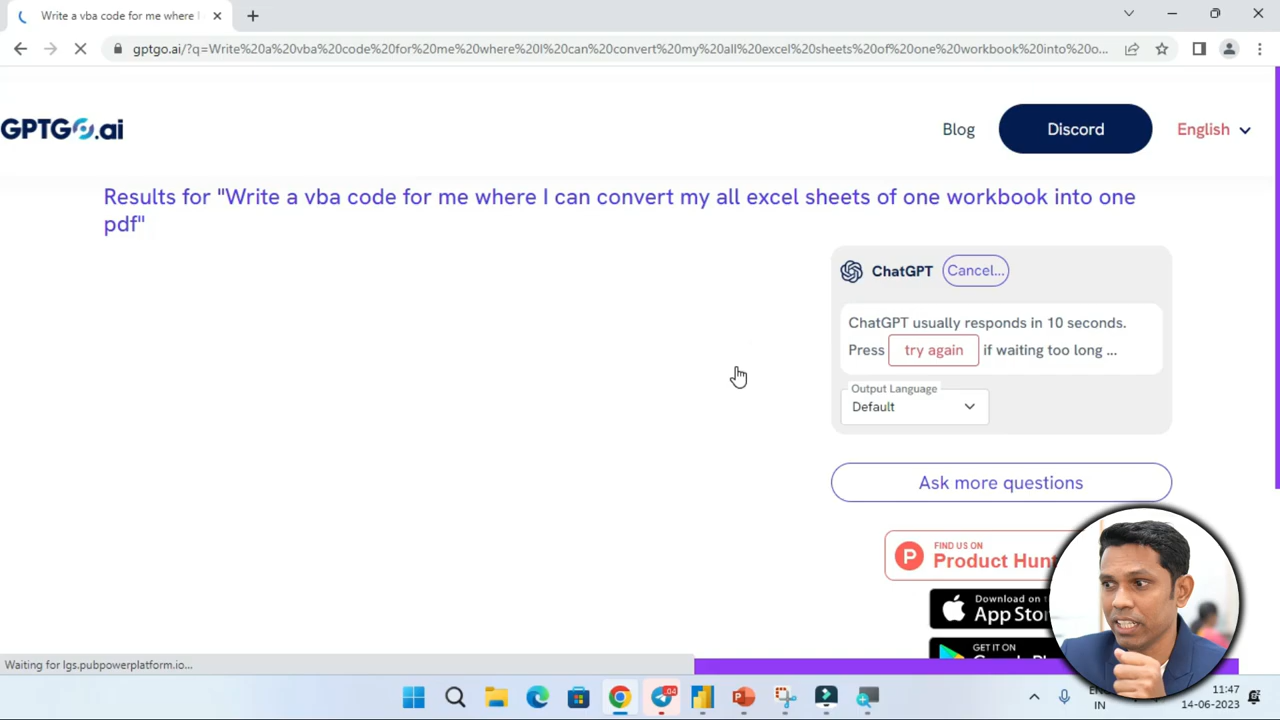 Write a vba code for me where I
gptgo.ai/?q=Write%20a%20vba%20code%20for%20me%20where%20I%20can%20convert%20my%20all%20excel%20sheets%20of%20one%20workbook%20into%20o...
GPTGO.ai
Blog
Discord
English
Results for "Write a vba code for me where I can convert my all excel sheets of one workbook into one
pdf"
ChatGPT
Cancel...
ChatGPT usually responds in 10 seconds.
Press try again if waiting too long ...
Output Language
Default
Ask more questions
FIND US ON
Product Hun
Download on
App Sto
GET IT ON
Waiting for lgs.pubpowerplatform.io...
04
IN
11:47
14-06-2023